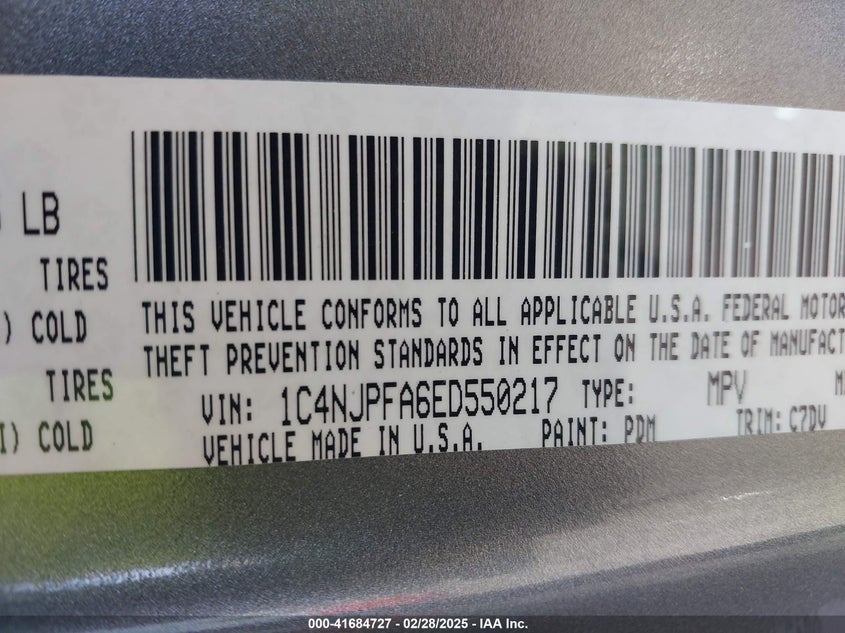 LB
TIRES
) COLD
TIRES
I) COLD
THIS VEHICLE CONFORMS TO ALL APPLICABLE U.S.A. FEDERAL MOTOR
THEFT PREVENTION STANDARDS IN EFFECT ON THE DATE OF MANUFACT
VIN: 1C4NJPFA6ED550217 TYPE: MPV
VEHICLE MADE IN U.S.A. PAINT: PDM TRIM: C7DV
000-41684727 - 02/28/2025 - IAA Inc.